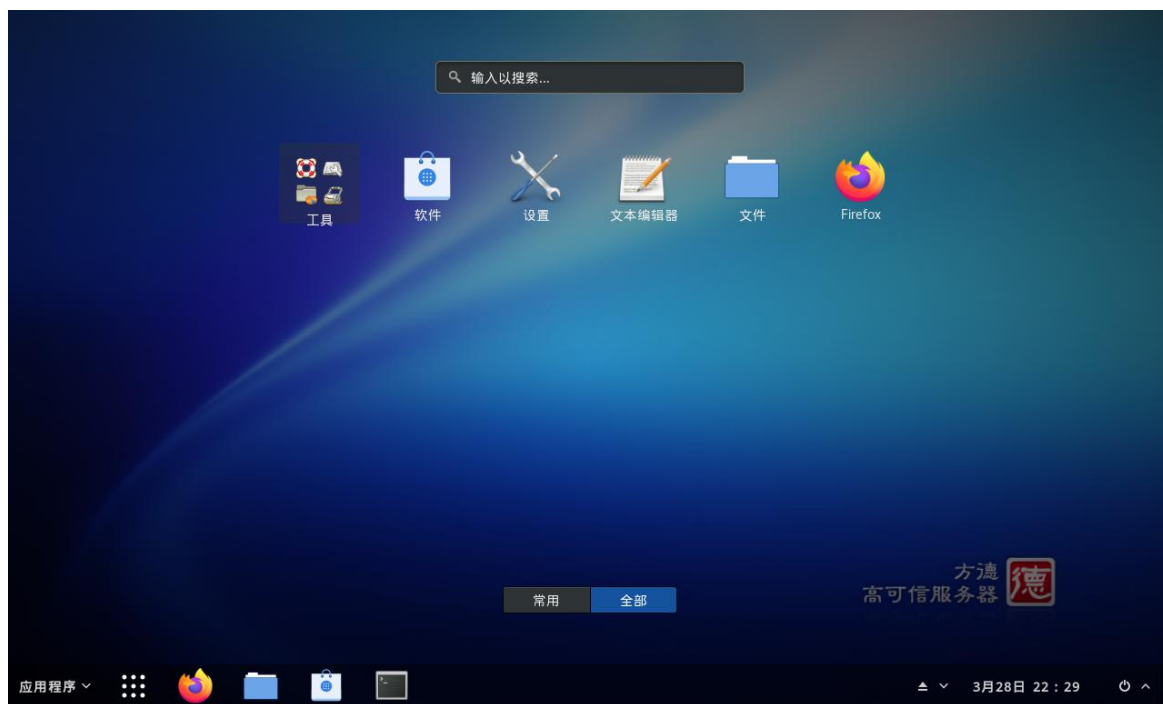 输入以搜索...
工具
软件
设置
文本编辑器
文件
Firefox
方德
高可信服务器
德
常用
全部
应用程序
3月28日 22：29